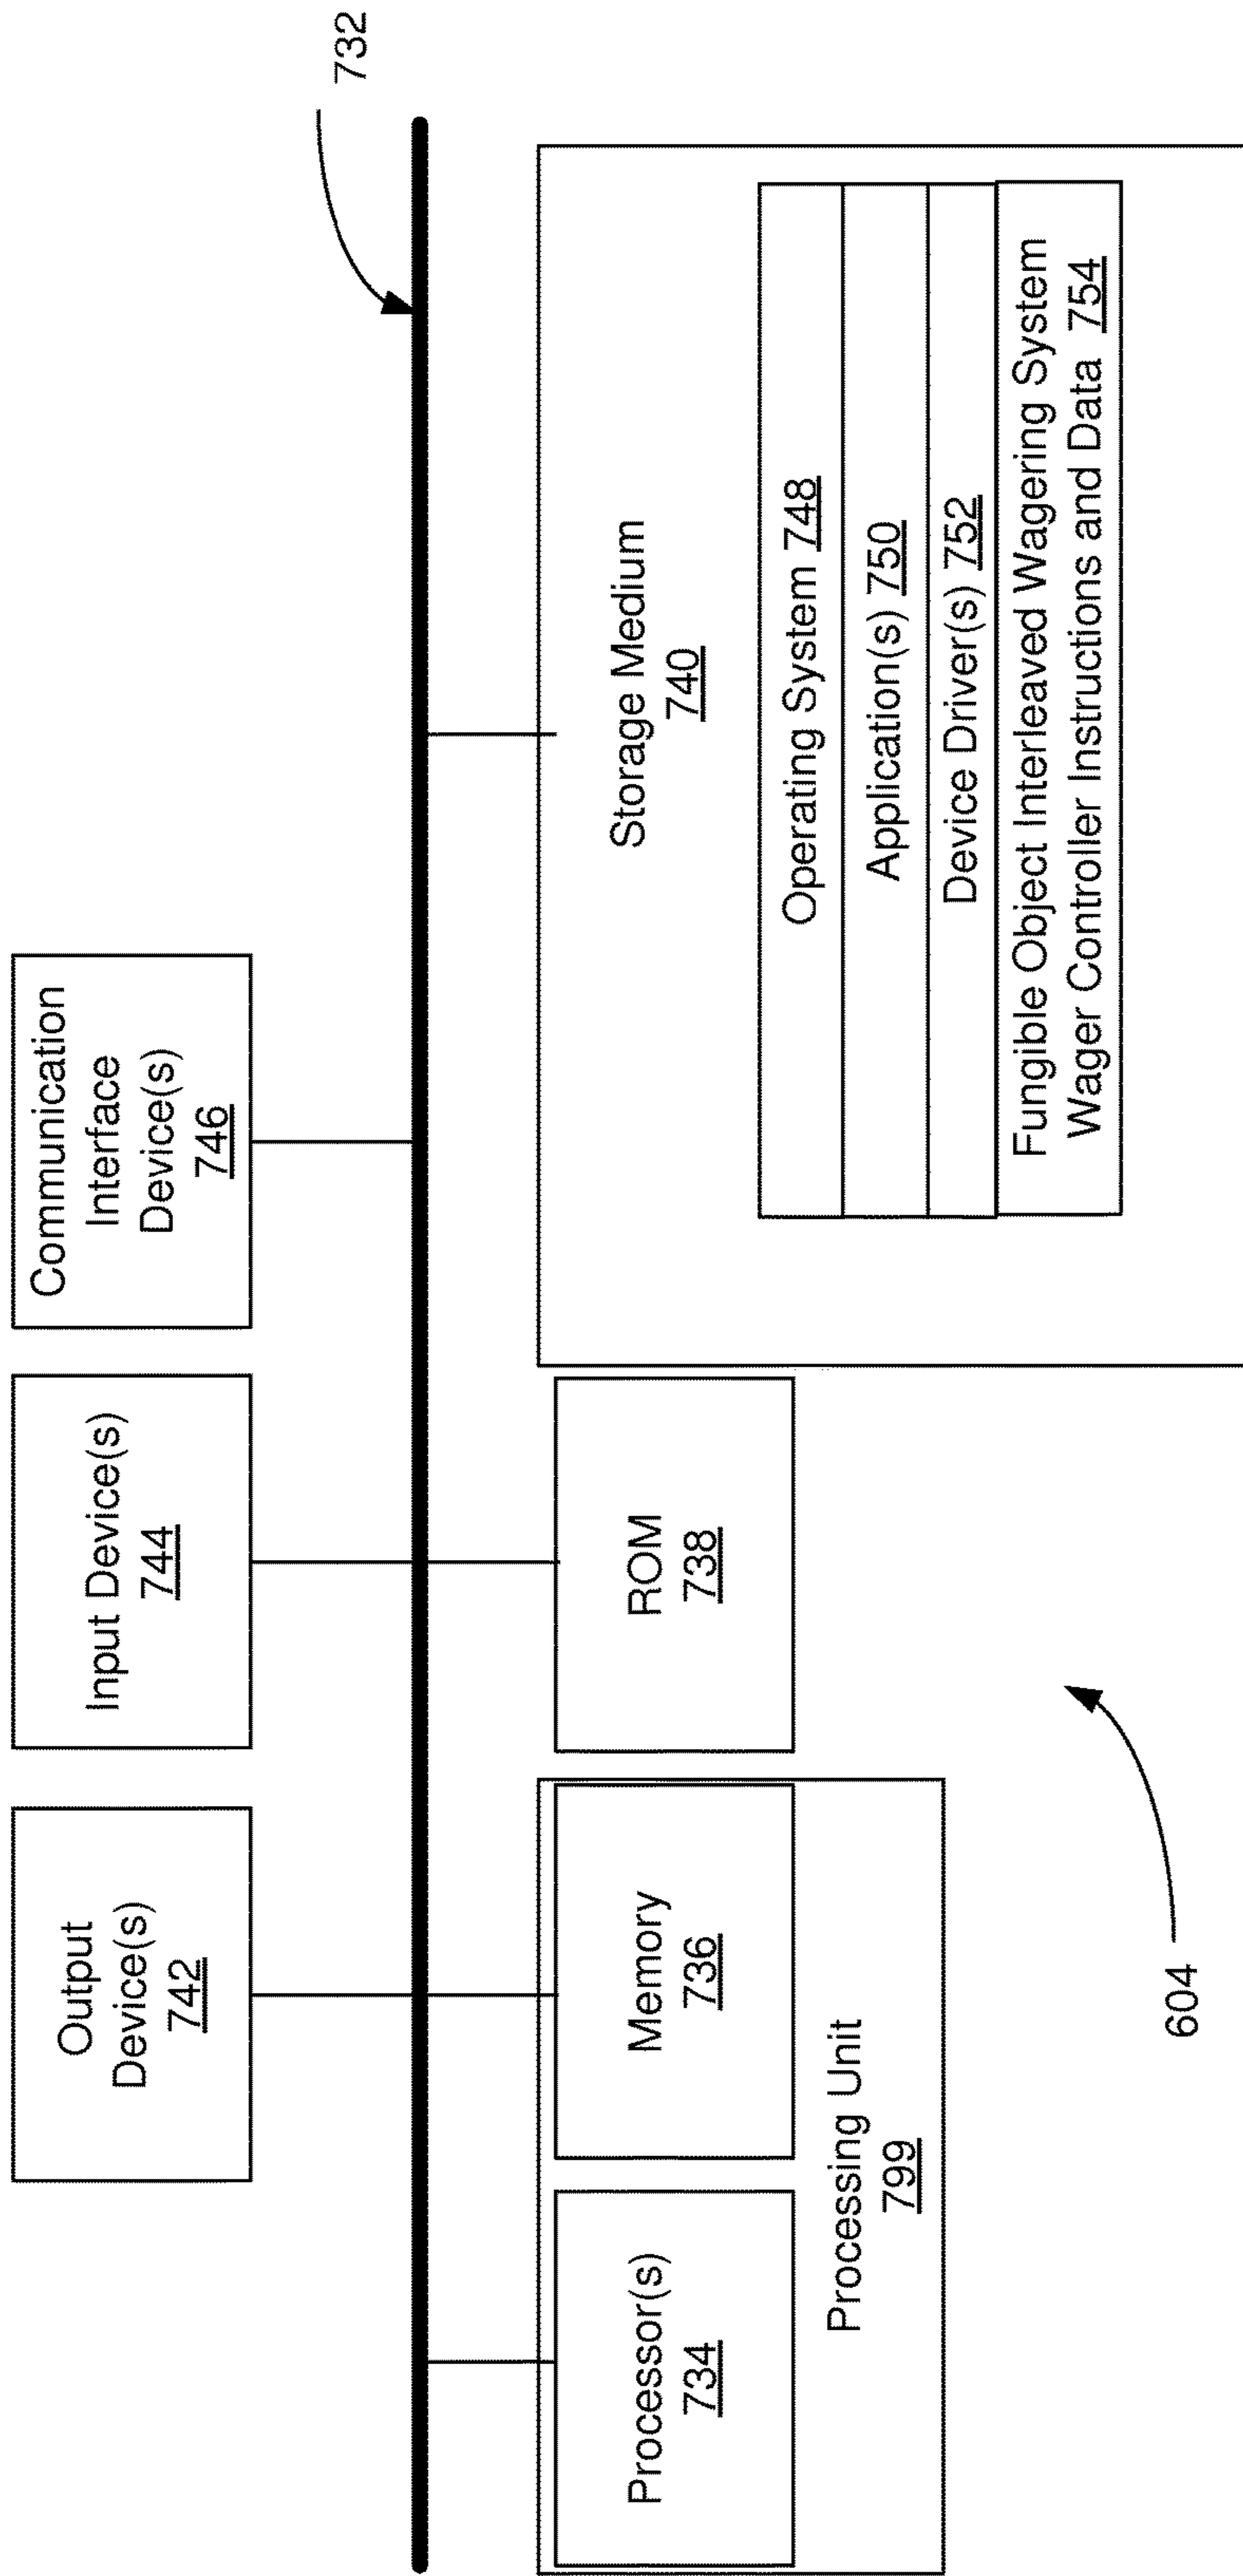 732
Output
Device(s)
742
Input Device(s)
744
Communication
Interface
Device(s)
746
Processor(s)
734
Memory
736
Processing Unit
799
ROM
738
Storage Medium
740
Operating System 748
Application(s) 750
Device Driver(s) 752
Fungible Object Interleaved Wagering System
Wager Controller Instructions and Data 754
604